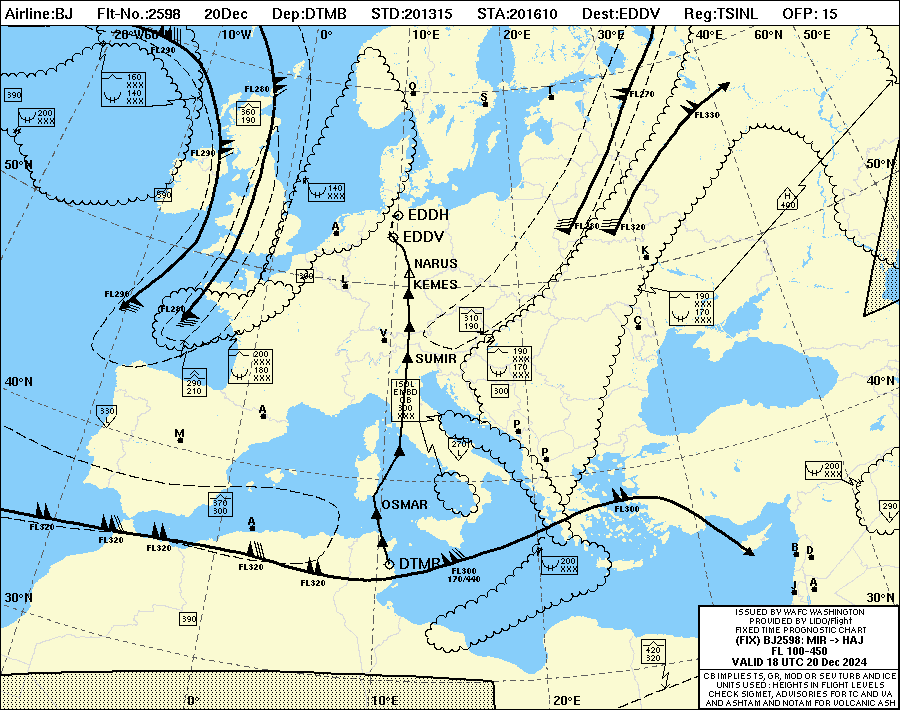 Airline:BJ Flt-No.:2598 20Dec Dep:DTMB STD:201315 STA:201610 Dest:EDDV Reg:TSINL OFP: 15
20°W 60°N 10°W 0° 10°E 20°E 30°E 40°E 60°N 50°E
FL290
160
XXX
140
XXX
FL280
O
S
T
FL270
390
360
190
200
XXX
FL330
FL290
50°N
50°N
390
140
XXX
H
400
EDDH
A
EDDV
FL280
FL320
K
NARUS
L
KEMES
FL290
FL280
190
XXX
170
XXX
310
190
C
V
SUMIR
200
XXX
180
XXX
190
XXX
170
XXX
40°N
40°N
290
210
ISOL
EMBD
CB
300
XXX
300
330
L
A
M
P
270
L
P
200
XXX
370
300
OSMAR
FL300
290
L
FL320
FL320
FL320
A
FL320
FL320
DTMB
FL300
170/440
200
XXX
B
D
J
A
30°N
30°N
390
420
320
ISSUED BY WAFC WASHINGTON
PROVIDED BY LIDO/Flight
FIXED TIME PROGNOSTIC CHART
(FIX) BJ2598: MIR -> HAJ
FL 100-450
VALID 18 UTC 20 Dec 2024
CB IMPLIES TS, GR, MOD OR SEV TURB AND ICE
UNITS USED : HEIGHTS IN FLIGHT LEVELS
CHECK SIGMET, ADVISORIES FOR TC AND VA
AND ASHTAM AND NOTAM FOR VOLCANIC ASH
0° 10°E 20°E